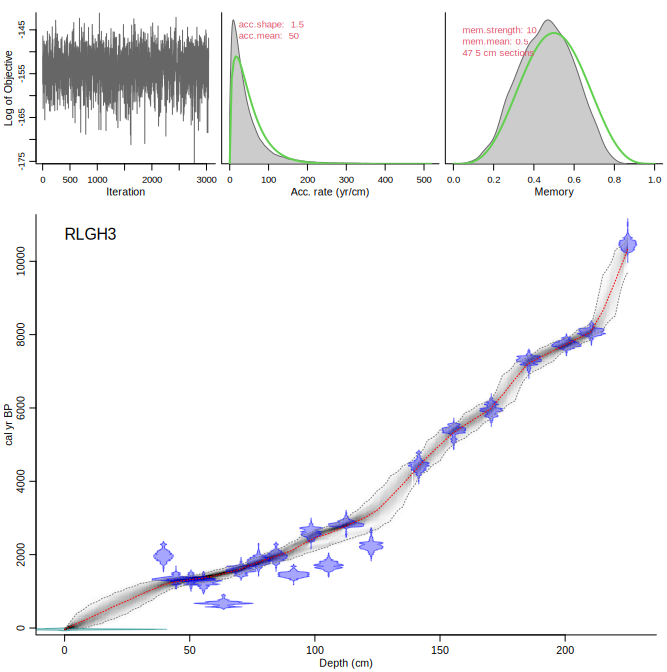 Log of Objective
-145
-155
-165
-175
0
500
1000
2000
3000
Iteration
acc.shape: 1.5
acc.mean: 50
0
100
200
300
400
500
Acc. rate (yr/cm)
mem.strength: 10
mem.mean: 0.5
47 5 cm sections
0.0
0.2
0.4
0.6
0.8
1.0
Memory
RLGH3
cal yr BP
0
2000
4000
6000
8000
10000
0
50
100
150
200
Depth (cm)